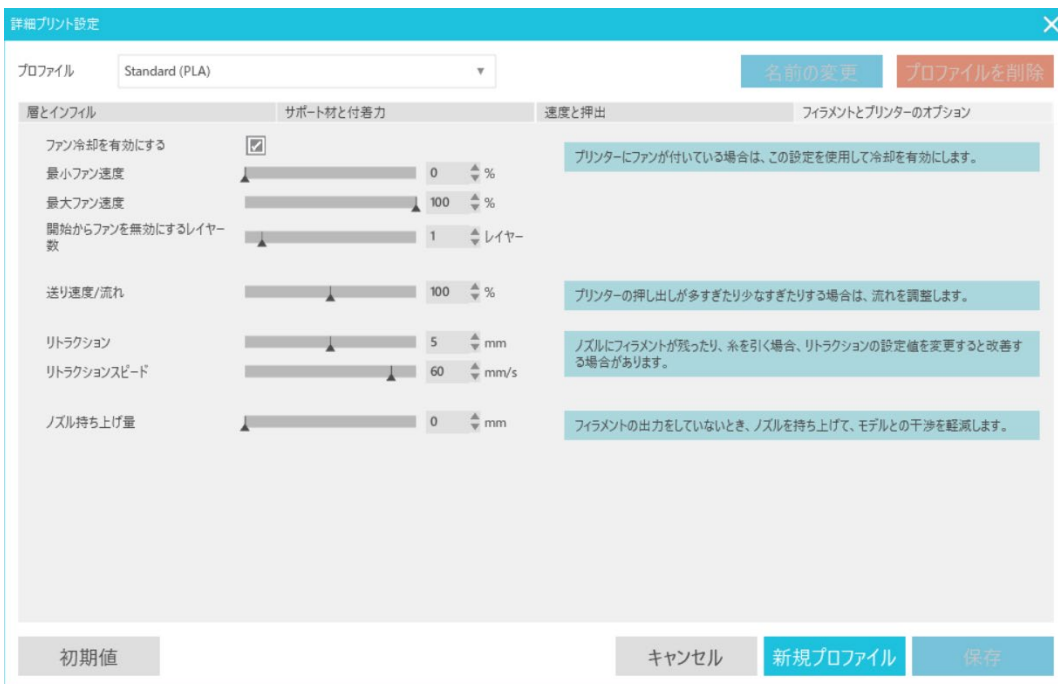 詳細プリント設定
プロファイル Standard (PLA) 名前の変更 プロファイルを削除
層とインフィル サポート材と付着力 速度と押出 フィラメントとプリンターのオプション
ファン冷却を有効にする
プリンターにファンが付いている場合は、この設定を使用して冷却を有効にします。
最小ファン速度 0 %
最大ファン速度 100 %
開始からファンを無効にするレイヤー
数
1 レイヤー
送り速度/流れ 100 %
プリンターの押し出しが多すぎたり少なすぎたりする場合は、流れを調整します。
リトラクション 5 mm
ノズルにフィラメントが残ったり、糸を引く場合、リトラクションの設定値を変更すると改善す
る場合があります。
リトラクションスピード 60 mm/s
ノズル持ち上げ量 0 mm
フィラメントの出力をしていないとき、ノズルを持ち上げて、モデルとの干渉を軽減します。
初期値 キャンセル 新規プロファイル 保存